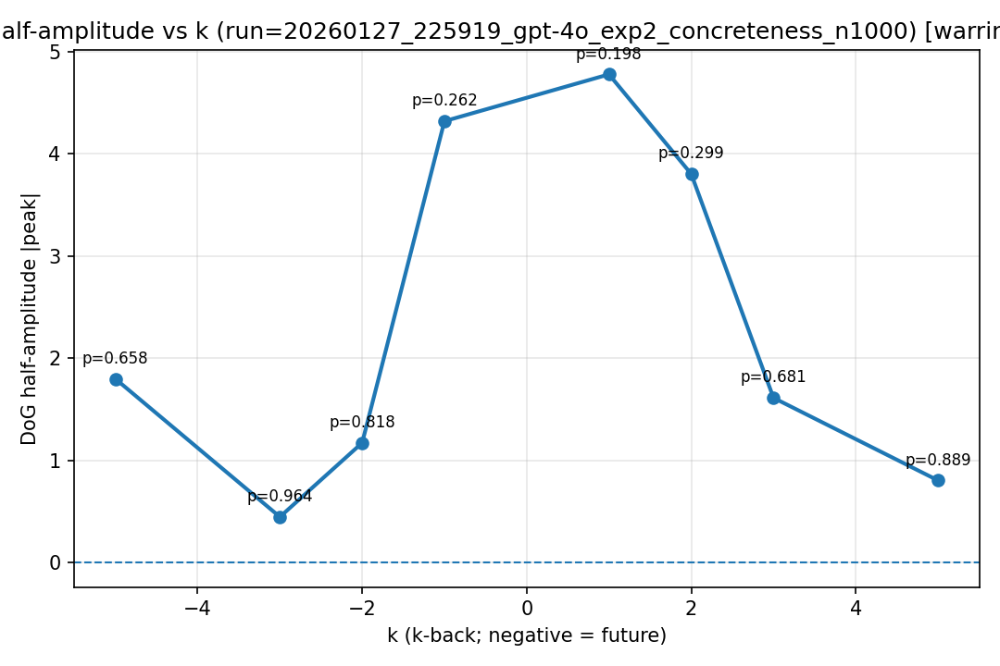 alf-amplitude vs k (run=20260127_225919_gpt-4o_exp2_concreteness_n1000) [warrin
5
p=0.198
p=0.262
4
p=0.299
3
DoG half-amplitude |peak|
2
p=0.658
p=0.681
p=0.818
1
p=0.889
p=0.964
0
−4
−2
0
2
4
k (k-back; negative = future)